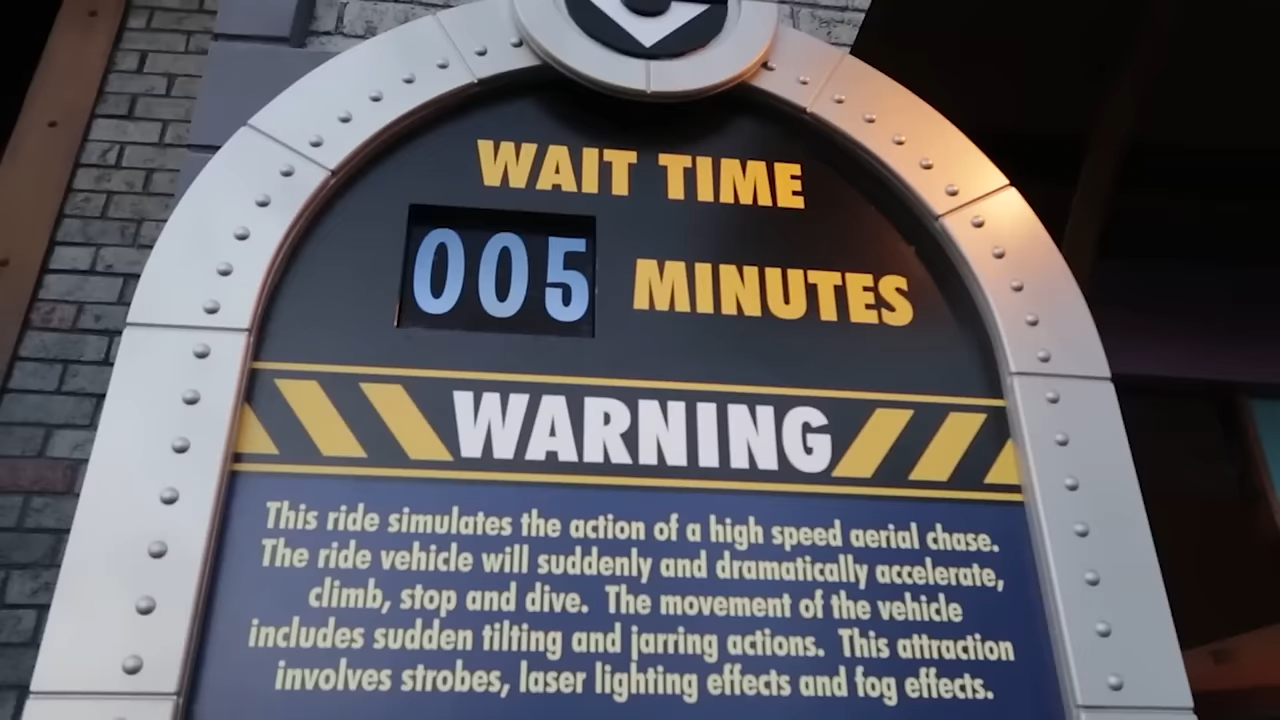 WAIT TIME
005 MINUTES
WARNING
This ride simulates the action of a high speed aerial chase.
The ride vehicle will suddenly and dramatically accelerate,
climb, stop and dive. The movement of the vehicle
includes sudden tilting and jarring actions. This attraction
involves strobes, laser lighting effects and fog effects.